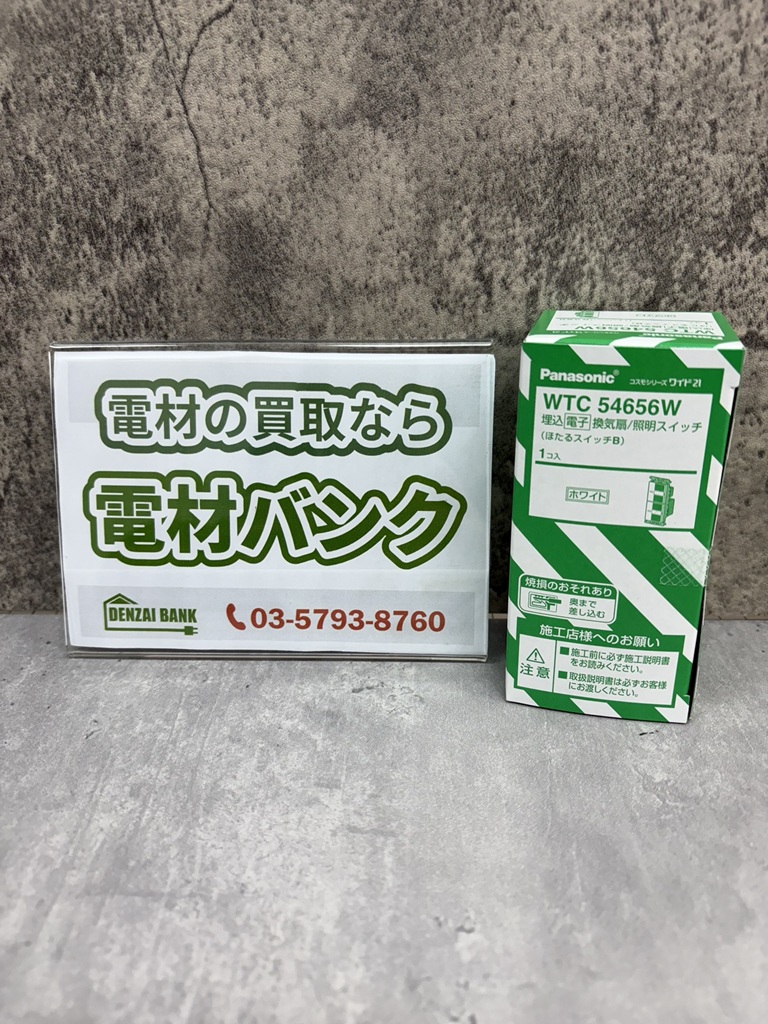 電材の買取なら
電材バンク
DENZAI BANK
03-5793-8760
Panasonic
Panasonic® コスモシリーズ ワイド21
WTC 54656W
埋込 電子 換気扇/照明スイッチ
(ほたるスイッチB)
1コ入
ホワイト
焼損のおそれあり
奥まで
差し込む
施工店様へのお願い
注意
■施工前に必ず施工説明書
をお読みください。
■取扱説明書は必ずお客様
にお渡しください。